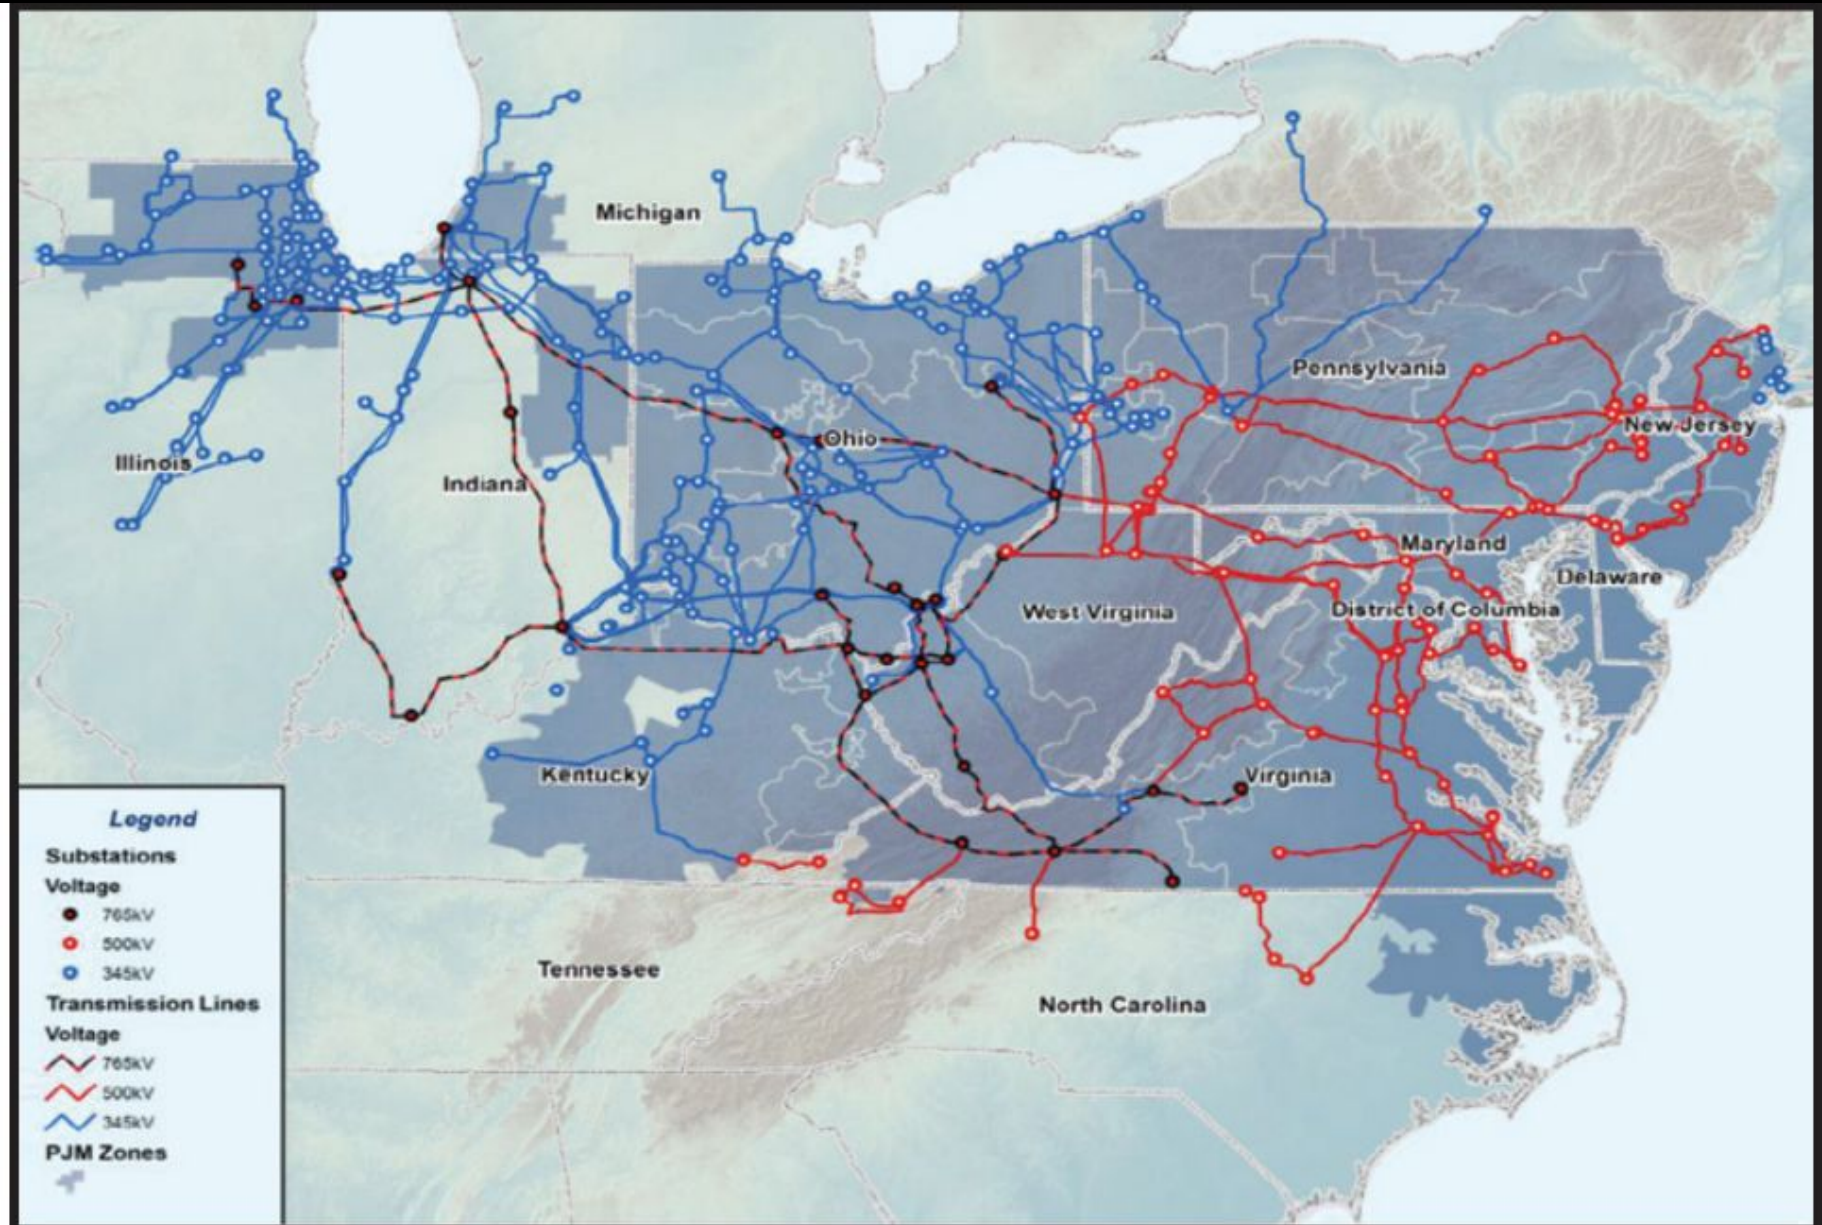 Michigan
Pennsylvania
New Jersey
Ohio
Illinois
Indiana
Maryland
Delaware
District of Columbia
West Virginia
Kentucky
Virginia
Tennessee
North Carolina
Legend
Substations
Voltage
765kV
500kV
345kV
Transmission Lines
Voltage
765kV
500kV
345kV
PJM Zones